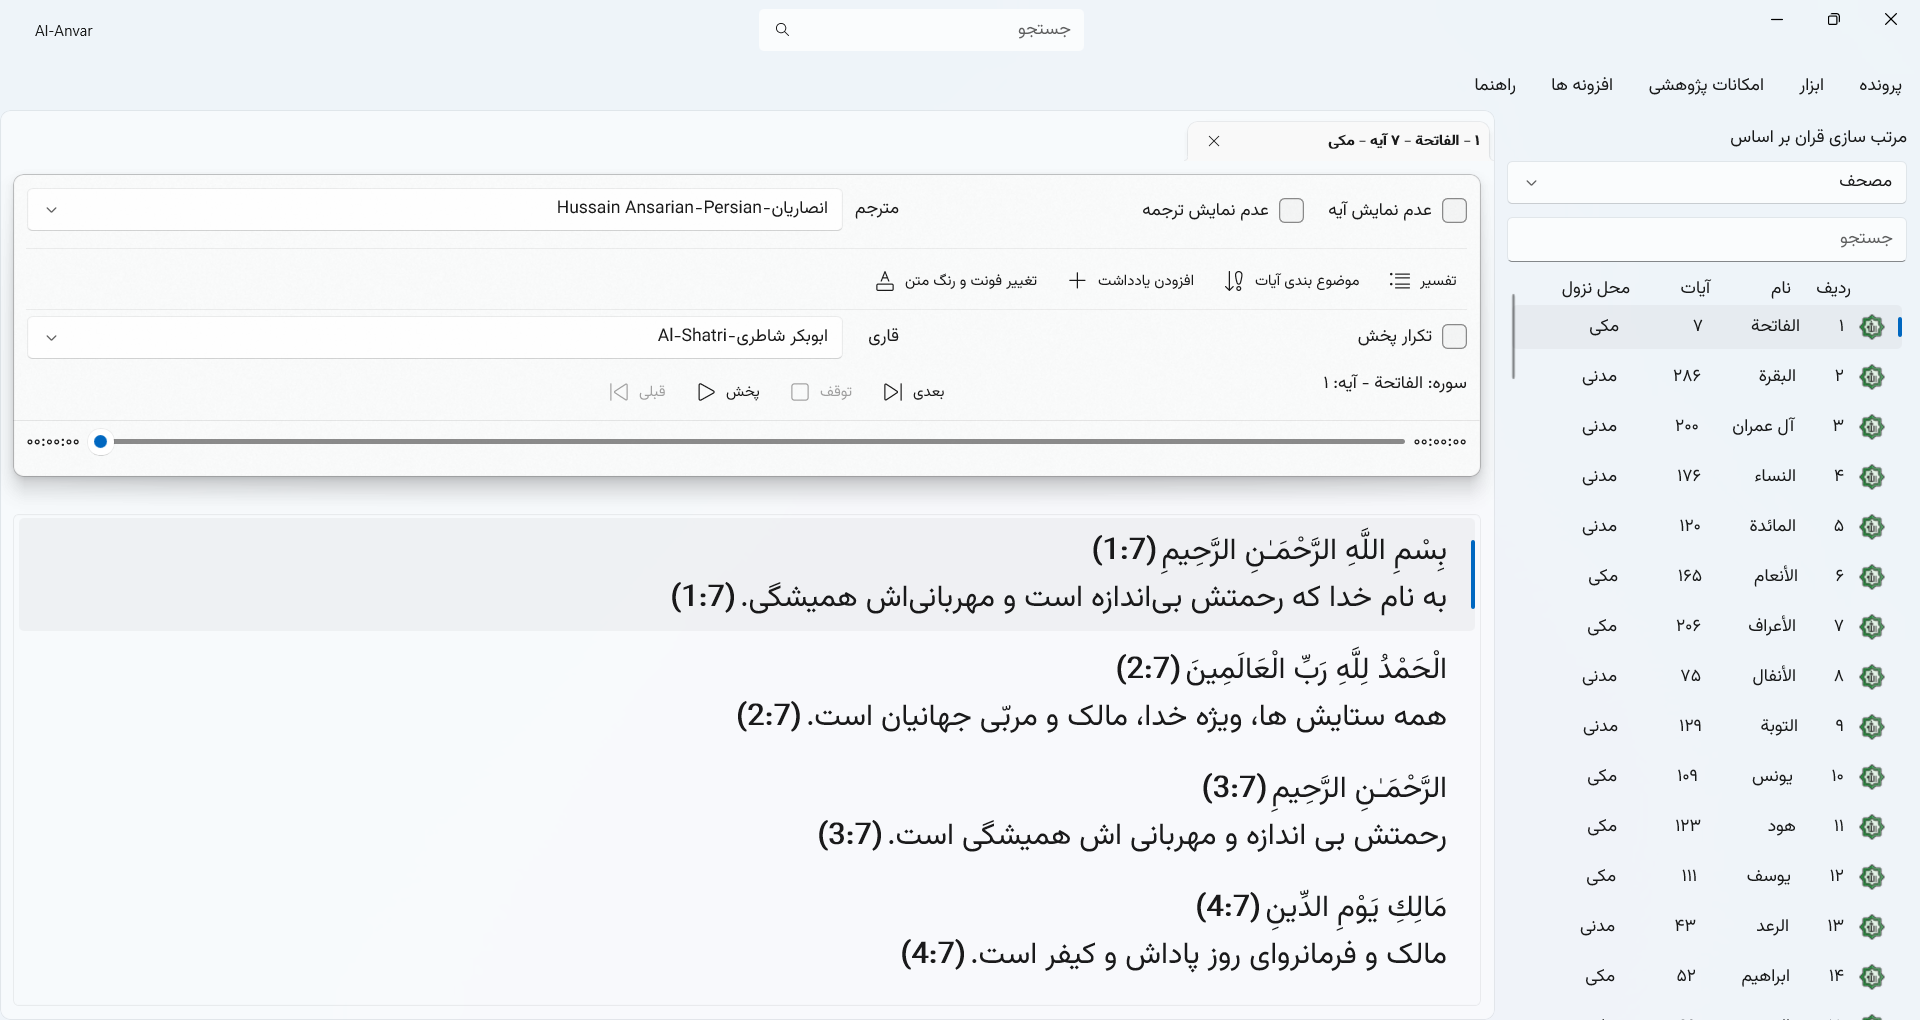 Al-Anvar
جستجو
پرونده
ابزار
امکانات پژوهشی
افزونه ها
راهنما
مرتب سازی قران بر اساس
مصحف
جستجو
ردیف نام آیات محل نزول
۱ الفاتحة ۷ مکی
۲ البقرة ۲۸۶ مدنی
۳ آل عمران ۲۰۰ مدنی
۴ النساء ۱۷۶ مدنی
۵ المائدة ۱۲۰ مدنی
۶ الأنعام ۱۶۵ مکی
۷ الأعراف ۲۰۶ مکی
۸ الأنفال ۷۵ مدنی
۹ التوبة ۱۲۹ مدنی
۱۰ یونس ۱۰۹ مکی
۱۱ هود ۱۲۳ مکی
۱۲ یوسف ۱۱۱ مکی
۱۳ الرعد ۴۳ مدنی
۱۴ ابراهیم ۵۲ مکی
۱ - الفاتحة - ۷ آیه - مکی
عدم نمایش آیه
عدم نمایش ترجمه
مترجم
انصاریان-Hussain Ansarian-Persian
تفسیر
موضوع بندی آیات
افزودن یادداشت
تغییر فونت و رنگ متن
تکرار پخش
قاری
ابوبکر شاطری-Al-Shatri
سوره: الفاتحة - آیه: ۱
بعدی
توقف
پخش
قبلی
۰۰:۰۰:۰۰
۰۰:۰۰:۰۰
بِسْمِ اللَّهِ الرَّحْمَـٰنِ الرَّحِيمِ (1:7)
به نام خدا که رحمتش بی‌اندازه است و مهربانی‌اش همیشگی. (1:7)
الْحَمْدُ لِلَّهِ رَبِّ الْعَالَمِينَ (2:7)
همه ستایش ها، ویژه خدا، مالک و مربّی جهانیان است. (2:7)
الرَّحْمَـٰنِ الرَّحِيمِ (3:7)
رحمتش بی اندازه و مهربانی اش همیشگی است. (3:7)
مَالِكِ يَوْمِ الدِّينِ (4:7)
مالک و فرمانروای روز پاداش و کیفر است. (4:7)